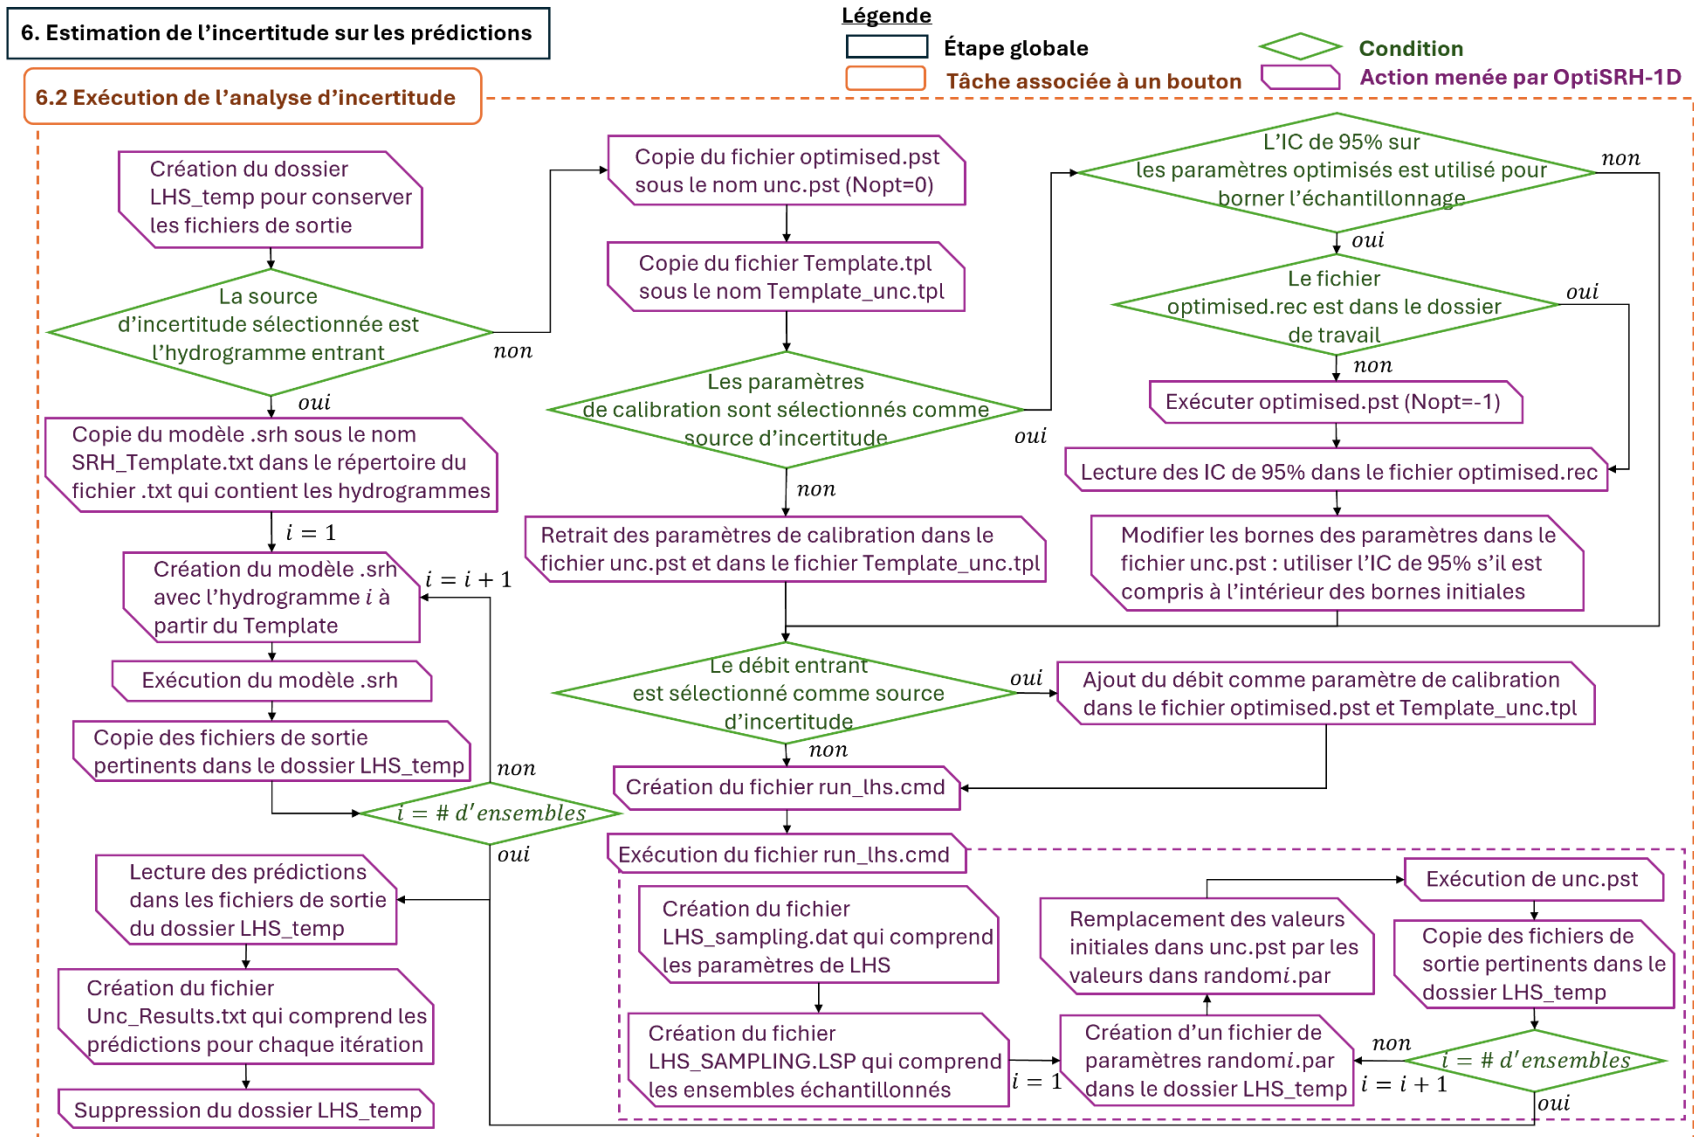 6. Estimation de l'incertitude sur les prédictions
Légende
Étape globale
Condition
Tâche associée à un bouton
Action menée par OptiSRH-1D
6.2 Exécution de l'analyse d'incertitude
Création du dossier
LHS_temp pour conserver
les fichiers de sortie
La source
d'incertitude sélectionnée est
l'hydrogramme entrant
non
oui
Copie du modèle .srh sous le nom
SRH_Template.txt dans le répertoire du
fichier .txt qui contient les hydrogrammes
i = 1
Création du modèle .srh
avec l'hydrogramme i à
partir du Template
i = i + 1
Exécution du modèle .srh
Copie des fichiers de sortie
pertinents dans le dossier LHS_temp
non
i = # d'ensembles
oui
Lecture des prédictions
dans les fichiers de sortie
du dossier LHS_temp
Création du fichier
Unc_Results.txt qui comprend les
prédictions pour chaque itération
Suppression du dossier LHS_temp
Copie du fichier optimised.pst
sous le nom unc.pst (Nopt=0)
Copie du fichier Template.tpl
sous le nom Template_unc.tpl
Les paramètres
de calibration sont sélectionnés comme
source d'incertitude
oui
non
Retrait des paramètres de calibration dans le
fichier unc.pst et dans le fichier Template_unc.tpl
L'IC de 95% sur
les paramètres optimisés est utilisé pour
borner l'échantillonnage
non
oui
Le fichier
optimised.rec est dans le dossier
de travail
oui
non
Exécuter optimised.pst (Nopt=-1)
Lecture des IC de 95% dans le fichier optimised.rec
Modifier les bornes des paramètres dans le
fichier unc.pst : utiliser l'IC de 95% s'il est
compris à l'intérieur des bornes initiales
Le débit entrant
est sélectionné comme source
d'incertitude
oui
non
Ajout du débit comme paramètre de calibration
dans le fichier optimised.pst et Template_unc.tpl
Création du fichier run_lhs.cmd
Exécution du fichier run_lhs.cmd
Création du fichier
LHS_sampling.dat qui comprend
les paramètres de LHS
Création du fichier
LHS_SAMPLING.LSP qui comprend
les ensembles échantillonnés
i = 1
Création d'un fichier de
paramètres randomi.par
dans le dossier LHS_temp
Remplacement des valeurs
initiales dans unc.pst par les
valeurs dans randomi.par
Exécution de unc.pst
Copie des fichiers de
sortie pertinents dans le
dossier LHS_temp
non
i = # d'ensembles
i = i + 1
oui